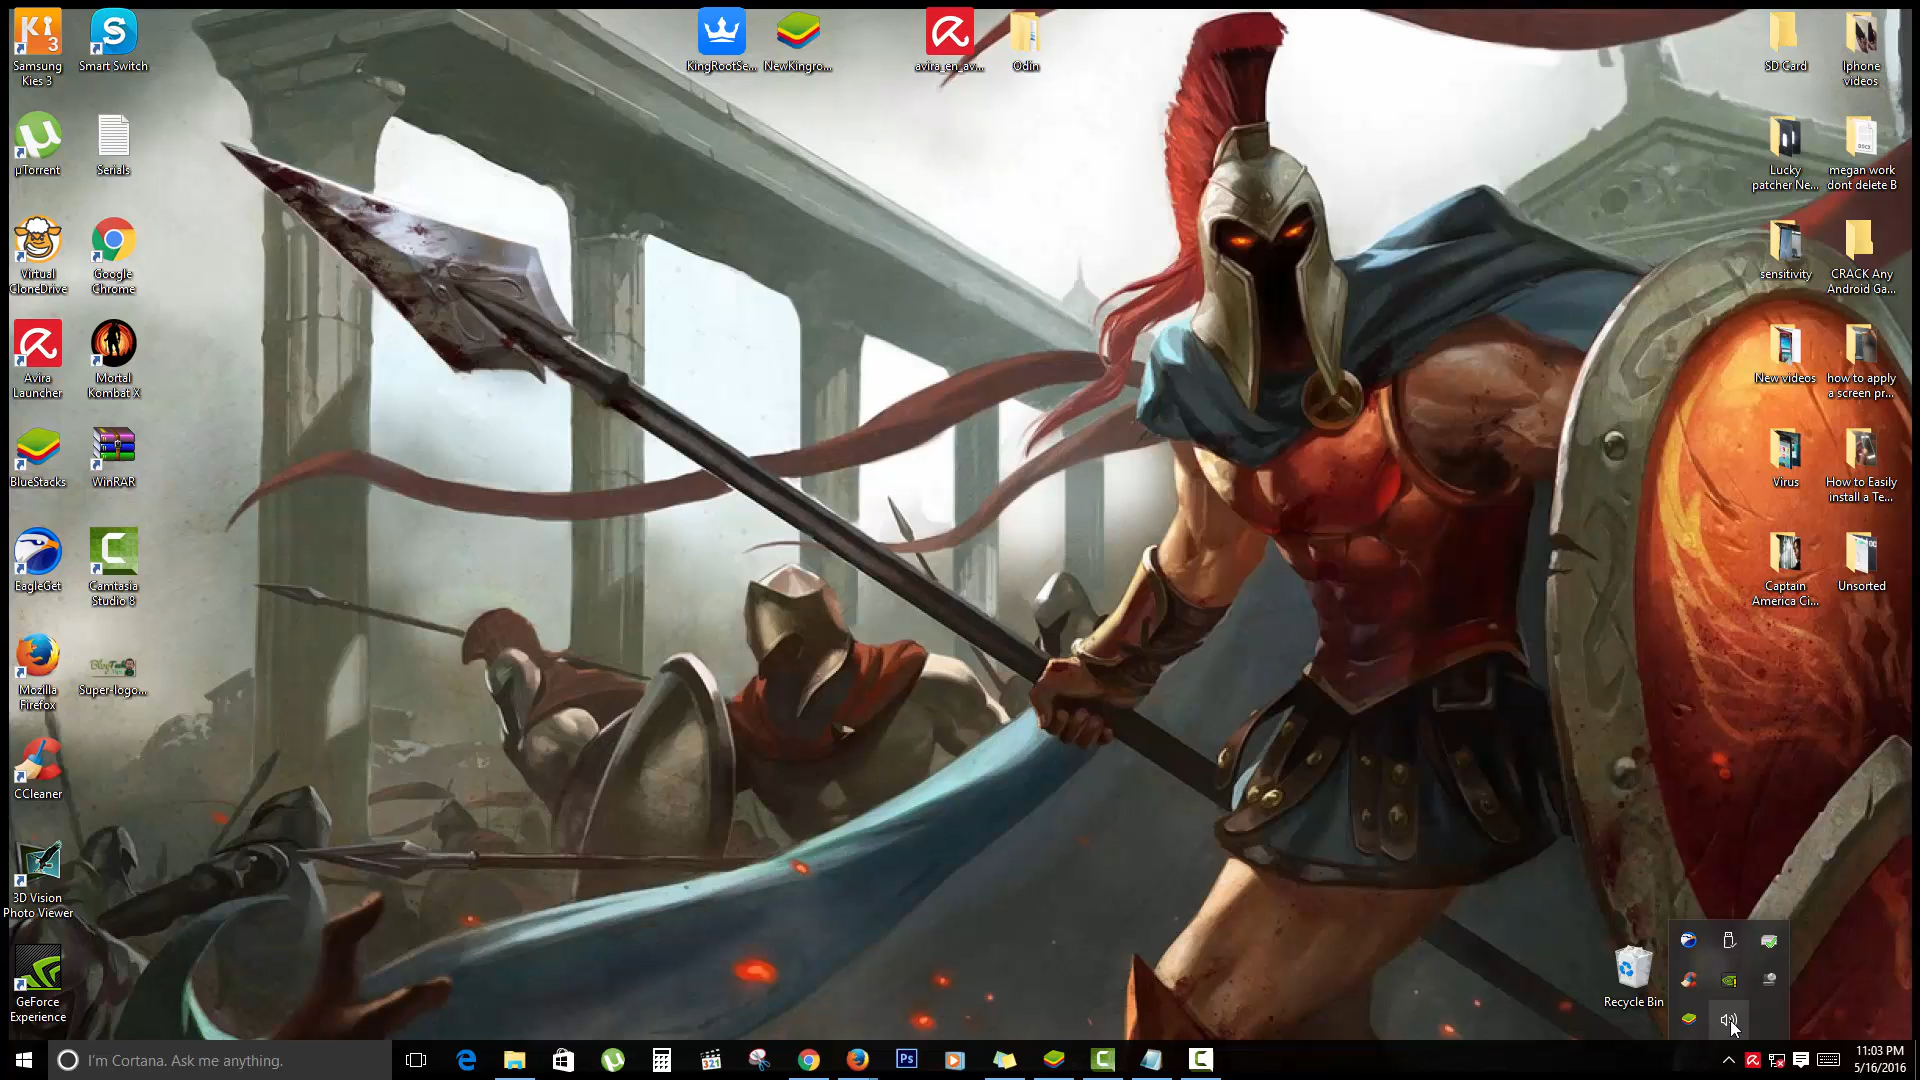 Samsung
Kies 3
Smart Switch
KingRootSe...
NewKingro...
avira_en_av...
Odin
SD Card
Iphone
videos
µTorrent
Serials
Lucky
patcher Ne...
megan work
dont delete B
Virtual
CloneDrive
Google
Chrome
sensitivity
CRACK Any
Android Ga...
Avira
Launcher
Mortal
Kombat X
New videos
how to apply
a screen pr...
BlueStacks
WinRAR
Virus
How to Easily
install a Te...
EagleGet
Camtasia
Studio 8
Captain
America Ci...
Unsorted
Mozilla
Firefox
Super-logo...
CCleaner
3D Vision
Photo Viewer
GeForce
Experience
Recycle Bin
I'm Cortana. Ask me anything.
11:03 PM
5/16/2016